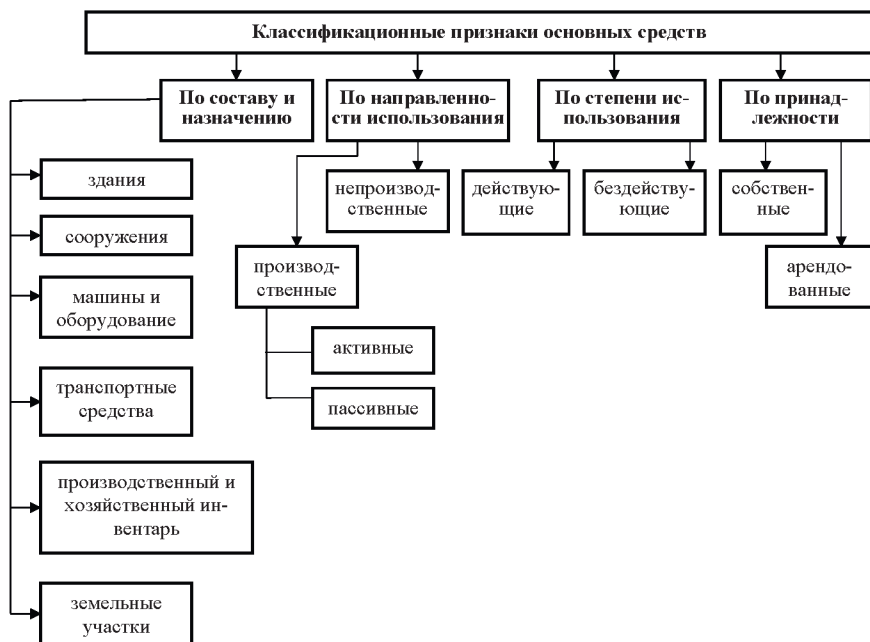 Классификационные признаки основных средств
По составу и
назначению
По направленно-
сти использования
По степени ис-
пользования
По принад-
лежности
здания
сооружения
машины и
оборудование
транспортные
средства
производственный и
хозяйственный ин-
вентарь
земельные
участки
непроизвод-
ственные
производ-
ственные
активные
пассивные
действую-
щие
бездейству-
ющие
собствен-
ные
арендо-
ванные